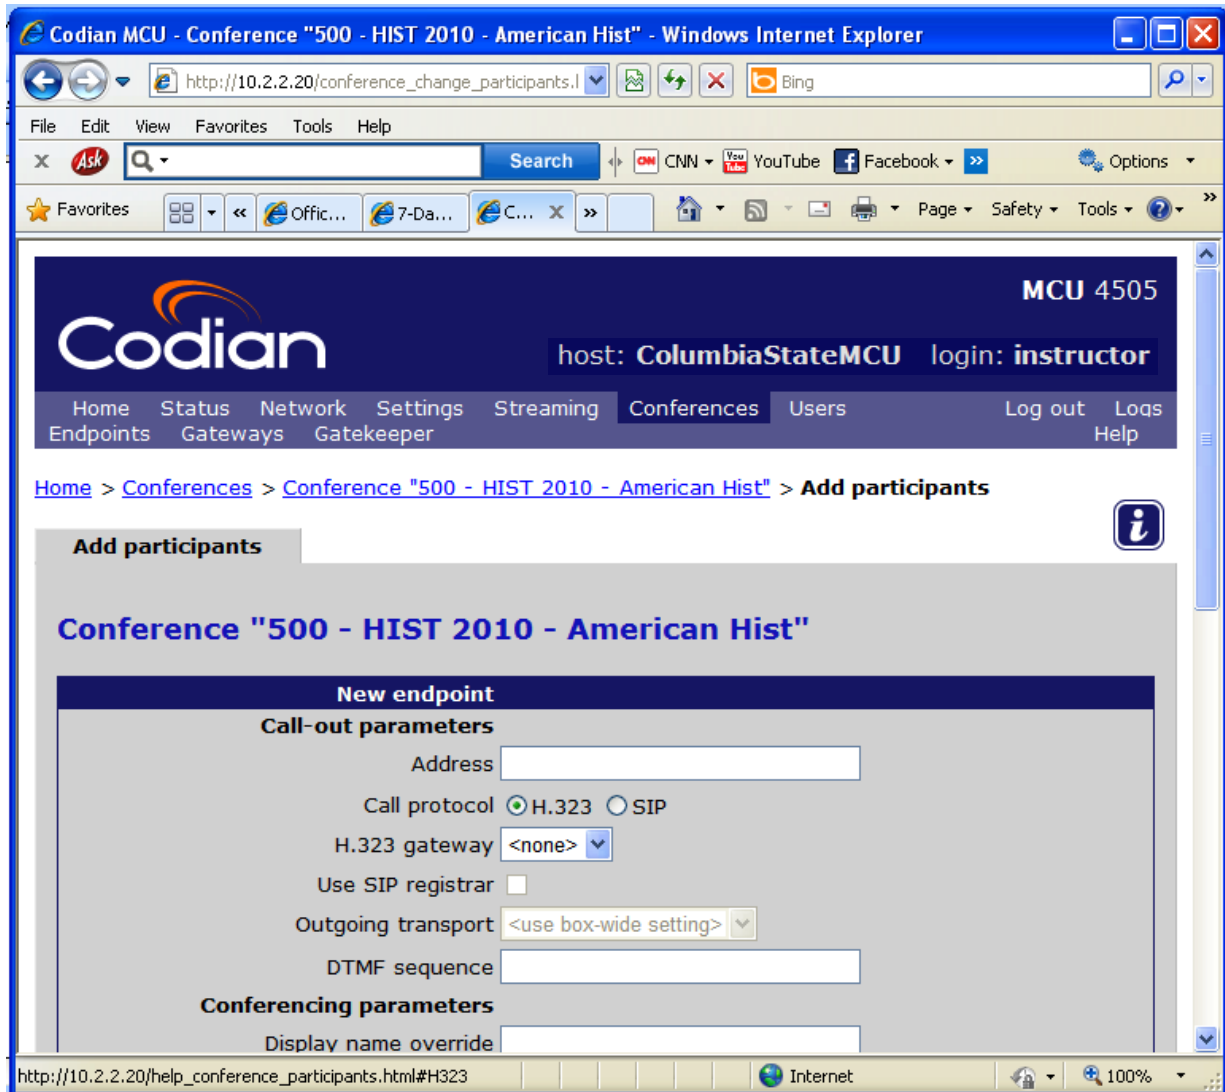 Codian MCU - Conference "500 - HIST 2010 - American Hist" - Windows Internet Explorer
http://10.2.2.20/conference_change_participants.l Bing
File Edit View Favorites Tools Help
x Ask Search CNN YouTube Facebook » Options
Favorites « Offic... 7-Da... C... X » Page Safety Tools »
MCU 4505
Codian
host: ColumbiaStateMCU login: instructor
Home Status Network Settings Streaming Conferences Users Log out Logs
Endpoints Gateways Gatekeeper Help
Home > Conferences > Conference "500 - HIST 2010 - American Hist" > Add participants
i
Add participants
Conference "500 - HIST 2010 - American Hist"
New endpoint
Call-out parameters
Address
Call protocol H.323 SIP
H.323 gateway <none>
Use SIP registrar
Outgoing transport <use box-wide setting>
DTMF sequence
Conferencing parameters
Display name override
http://10.2.2.20/help_conference_participants.html#H323 Internet 100%